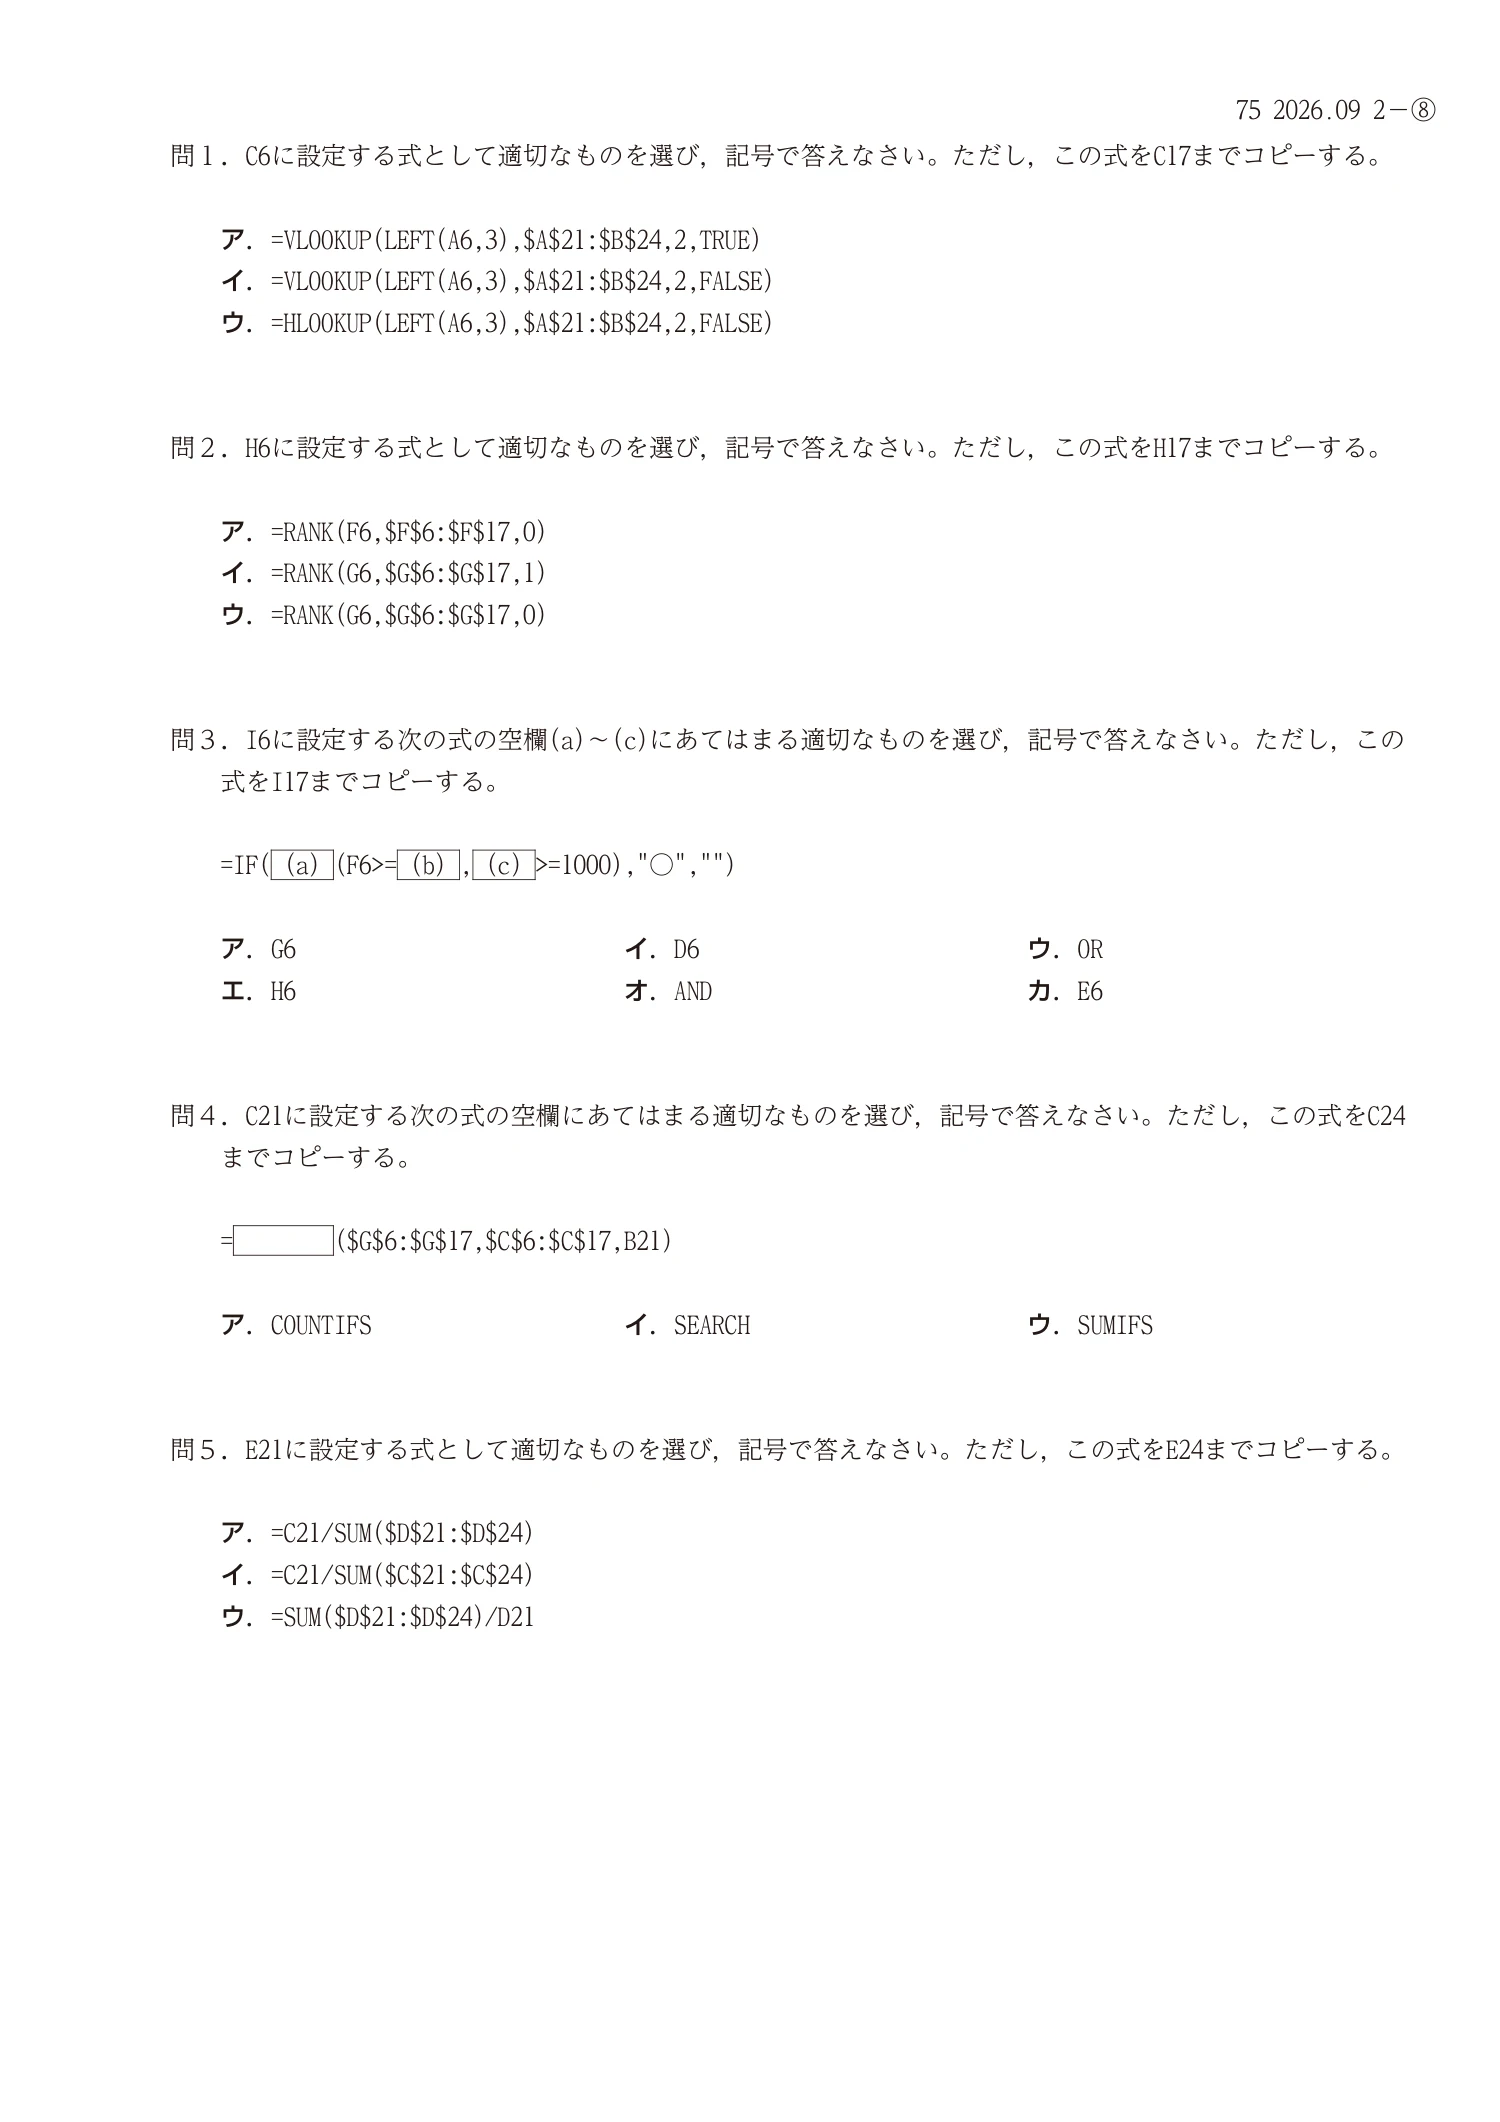 75 2026.09 2－⑧
問１．C6に設定する式として適切なものを選び，記号で答えなさい。ただし，この式をC17までコピーする。
ア．=VLOOKUP(LEFT(A6,3),$A$21:$B$24,2,TRUE)
イ．=VLOOKUP(LEFT(A6,3),$A$21:$B$24,2,FALSE)
ウ．=HLOOKUP(LEFT(A6,3),$A$21:$B$24,2,FALSE)
問２．H6に設定する式として適切なものを選び，記号で答えなさい。ただし，この式をH17までコピーする。
ア．=RANK(F6,$F$6:$F$17,0)
イ．=RANK(G6,$G$6:$G$17,1)
ウ．=RANK(G6,$G$6:$G$17,0)
問３．I6に設定する次の式の空欄(a)～(c)にあてはまる適切なものを選び，記号で答えなさい。ただし，この
式をI17までコピーする。
=IF( (a) (F6>= (b) , (c) >=1000),"○","")
ア．G6 イ．D6 ウ．OR
エ．H6 オ．AND カ．E6
問４．C21に設定する次の式の空欄にあてはまる適切なものを選び，記号で答えなさい。ただし，この式をC24
までコピーする。
= ($G$6:$G$17,$C$6:$C$17,B21)
ア．COUNTIFS イ．SEARCH ウ．SUMIFS
問５．E21に設定する式として適切なものを選び，記号で答えなさい。ただし，この式をE24までコピーする。
ア．=C21/SUM($D$21:$D$24)
イ．=C21/SUM($C$21:$C$24)
ウ．=SUM($D$21:$D$24)/D21